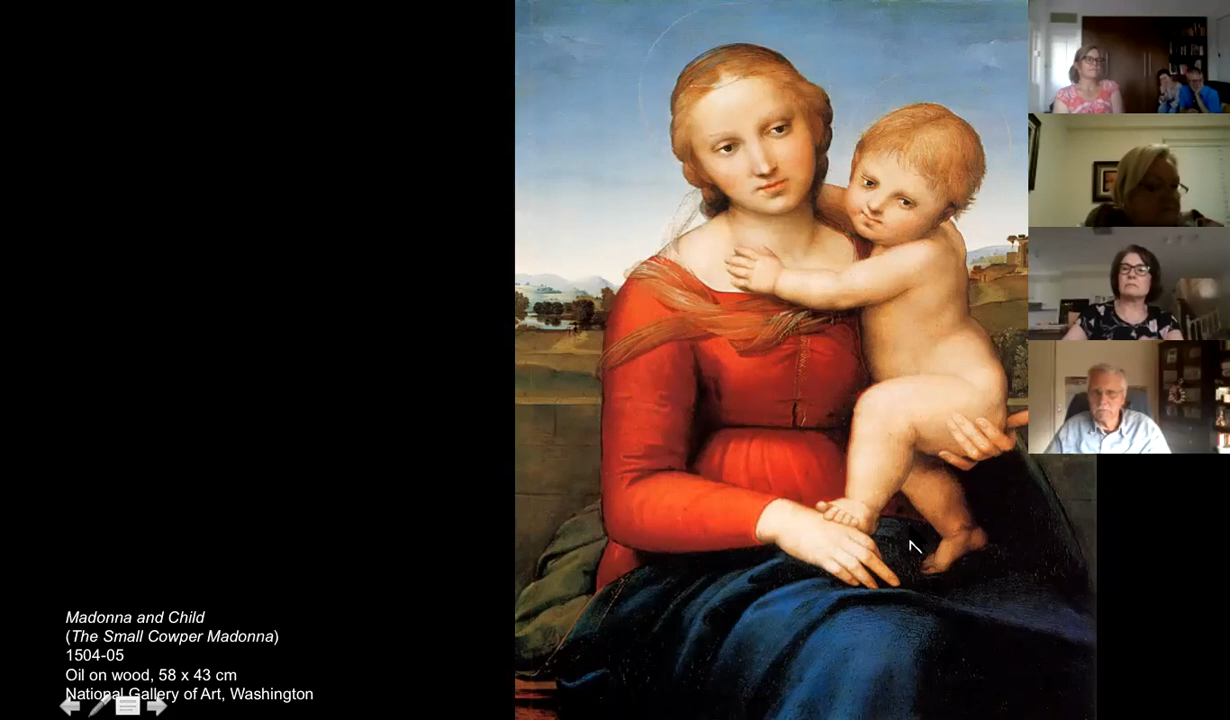 Madonna and Child
(The Small Cowper Madonna)
1504-05
Oil on wood, 58 x 43 cm
National Gallery of Art, Washington